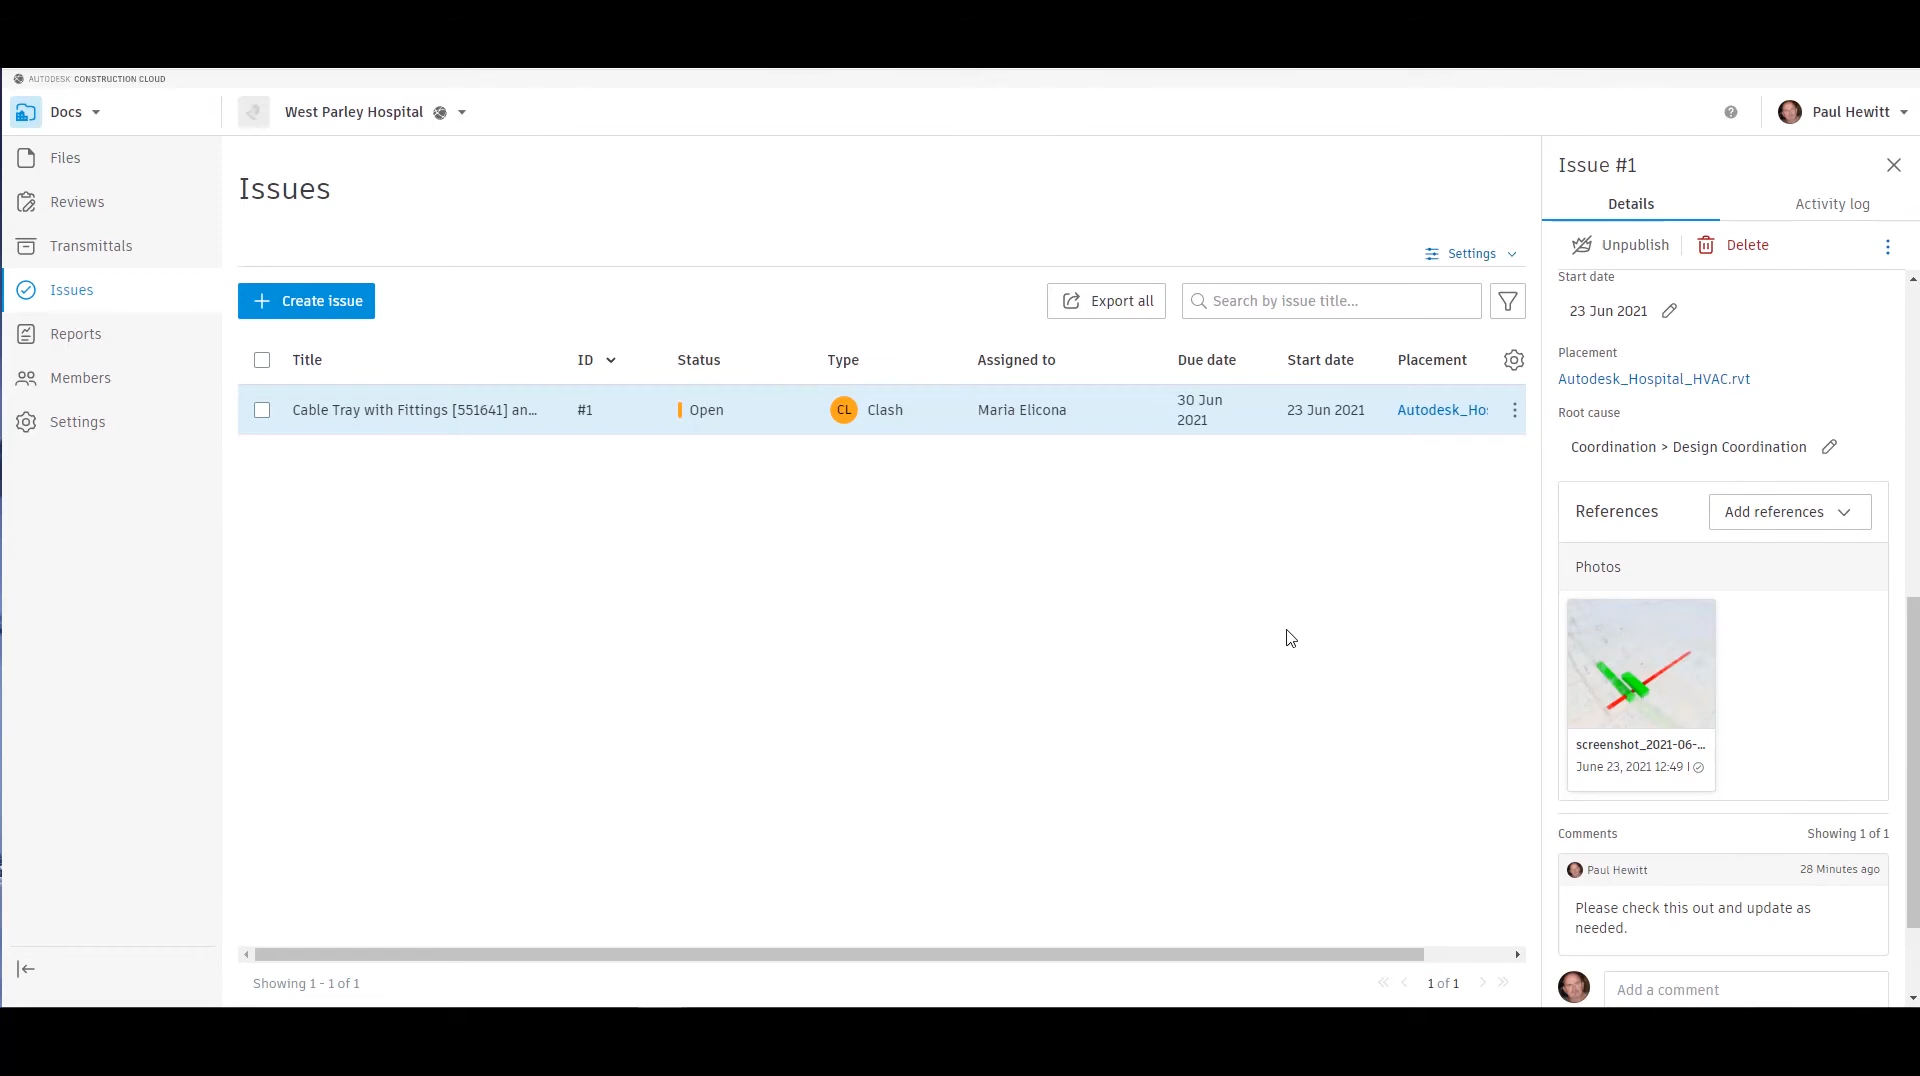 AUTODESK CONSTRUCTION CLOUD
Docs
West Parley Hospital
Paul Hewitt
Files
Reviews
Transmittals
Issues
Reports
Members
Settings
Issues
Settings
Create issue
Export all
Search by issue title...
Title ID Status Type Assigned to Due date Start date Placement
Cable Tray with Fittings [551641] an... #1 Open CL Clash Maria Elicona 30 Jun 2021 23 Jun 2021 Autodesk_Hos
Showing 1 - 1 of 1
1 of 1
Issue #1
Details Activity log
Unpublish Delete
Start date
23 Jun 2021
Placement
Autodesk_Hospital_HVAC.rvt
Root cause
Coordination > Design Coordination
References Add references
Photos
screenshot_2021-06-...
June 23, 2021 12:49 |
Comments Showing 1 of 1
Paul Hewitt 28 Minutes ago
Please check this out and update as
needed.
Add a comment